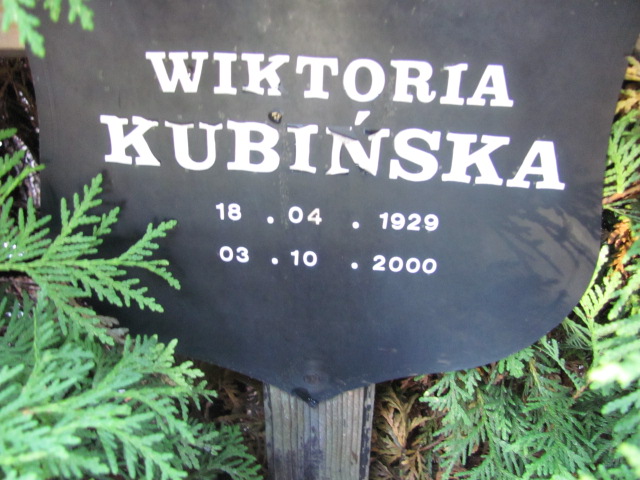 WIKTORIA
KUBIŃSKA
18 . 04 . 1929
03 . 10 . 2000